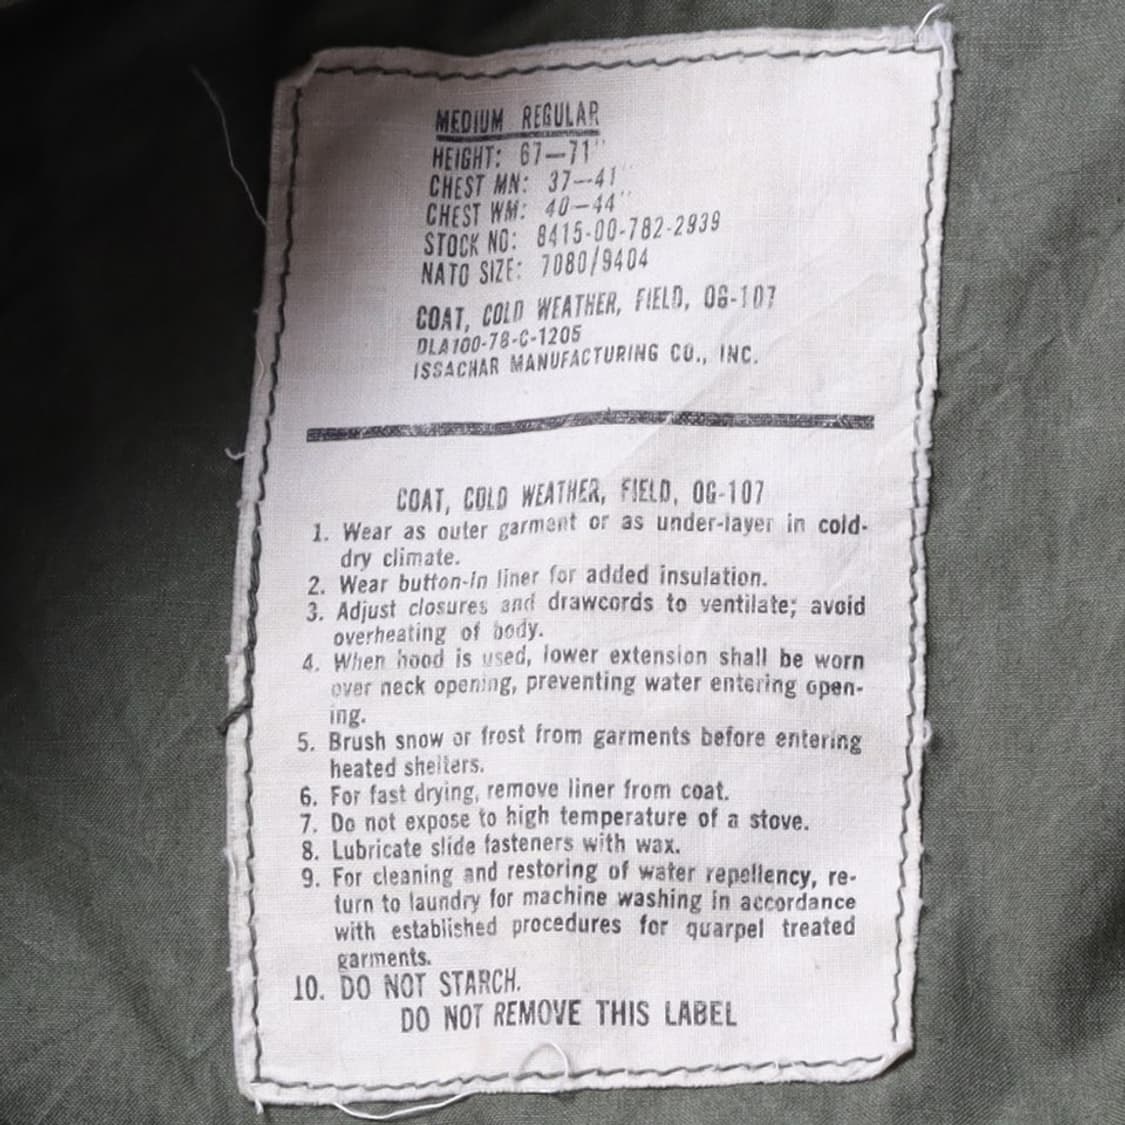 MEDIUM REGULAR
HEIGHT: 67—71"
CHEST MN: 37—41"
CHEST WM: 40—44"
STOCK NO: 8415-00-782-2939
NATO SIZE: 7080/9404
COAT, COLD WEATHER, FIELD, OG-107
DLA100-78-C-1205
ISSACHAR MANUFACTURING CO., INC.
COAT, COLD WEATHER, FIELD, OG-107
1. Wear as outer garment or as under-layer in cold-
dry climate.
2. Wear button-in liner for added insulation.
3. Adjust closures and drawcords to ventilate; avoid
overheating of body.
4. When hood is used, lower extension shall be worn
over neck opening, preventing water entering open-
ing.
5. Brush snow or frost from garments before entering
heated shelters.
6. For fast drying, remove liner from coat.
7. Do not expose to high temperature of a stove.
8. Lubricate slide fasteners with wax.
9. For cleaning and restoring of water repellency, re-
turn to laundry for machine washing in accordance
with established procedures for quarpel treated
garments.
10. DO NOT STARCH.
DO NOT REMOVE THIS LABEL